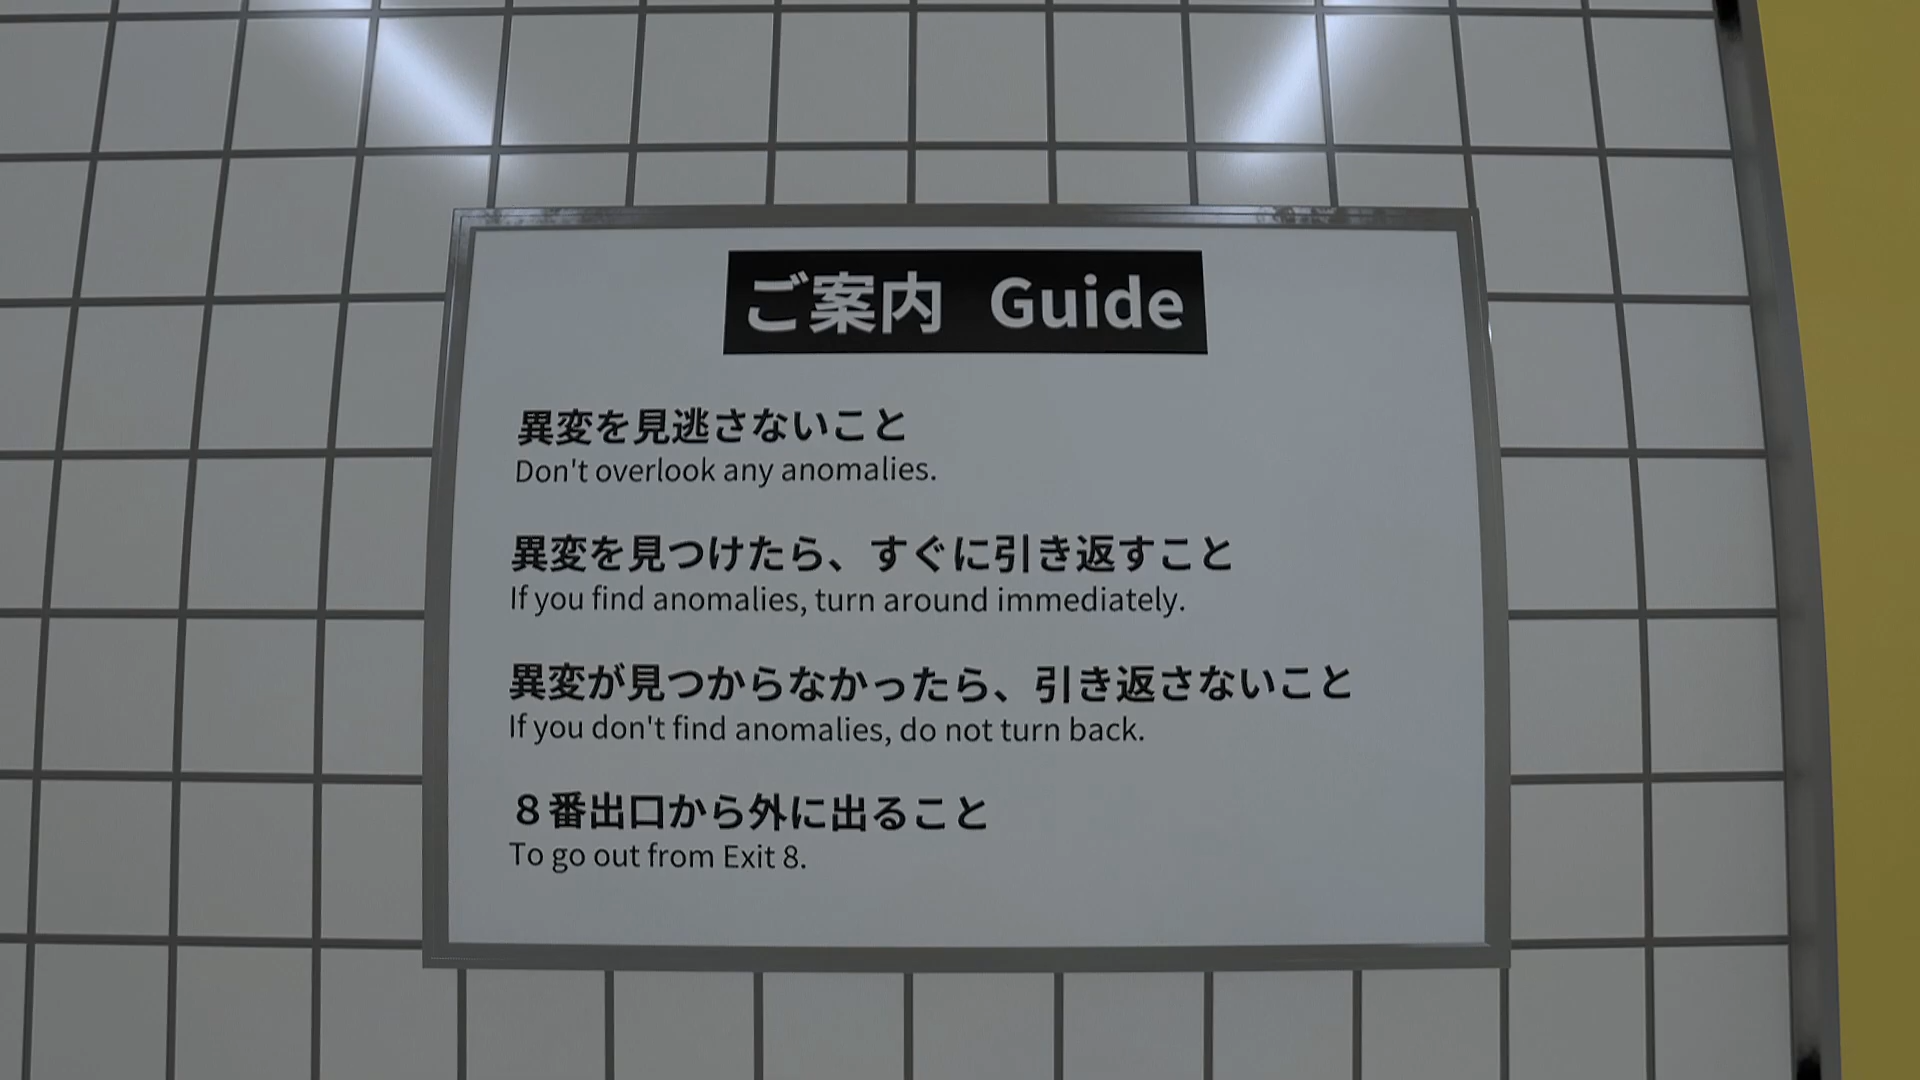 ご案内 Guide
異変を見逃さないこと
Don't overlook any anomalies.
異変を見つけたら、すぐに引き返すこと
If you find anomalies, turn around immediately.
異変が見つからなかったら、引き返さないこと
If you don't find anomalies, do not turn back.
８番出口から外に出ること
To go out from Exit 8.